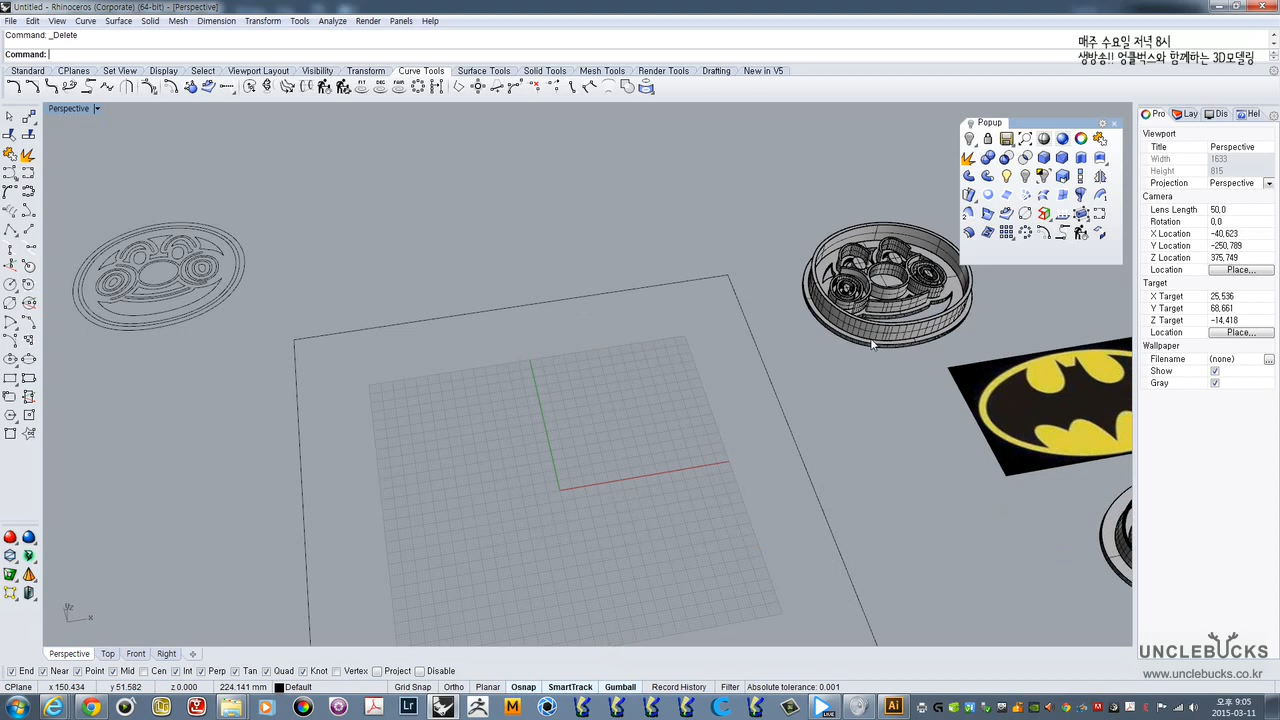 Untitled - Rhinoceros (Corporate) (64-bit) - [Perspective]
File Edit View Curve Surface Solid Mesh Dimension Transform Tools Analyze Render Panels Help
Command: _Delete
Command:
매주 수요일 저녁 8시
생방송!! 엉클벅스와 함께하는 3D모델링
Standard CPlanes Set View Display Select Viewport Layout Visibility Transform Curve Tools Surface Tools Solid Tools Mesh Tools Render Tools Drafting New in V5
Perspective
Popup
Pro Lay Dis Hel
Viewport
Title Perspective
Width 1633
Height 815
Projection Perspective
Camera
Lens Length 50,0
Rotation 0,0
X Location -40,623
Y Location -250,789
Z Location 375,749
Location Place...
Target
X Target 25,536
Y Target 68,661
Z Target -14,418
Location Place...
Wallpaper
Filename (none) ...
Show
Gray
yz
x
Perspective Top Front Right
End Near Point Mid Cen Int Perp Tan Quad Knot Vertex Project Disable
CPlane x 150.434 y 51.582 z 0.000 224.141 mm Default Grid Snap Ortho Planar Osnap SmartTrack Gumball Record History Filter Absolute tolerance: 0.001
UNCLEBUCKS
www.unclebucks.co.kr
Lr M LIVE Ai
오후 9:05
2015-03-11